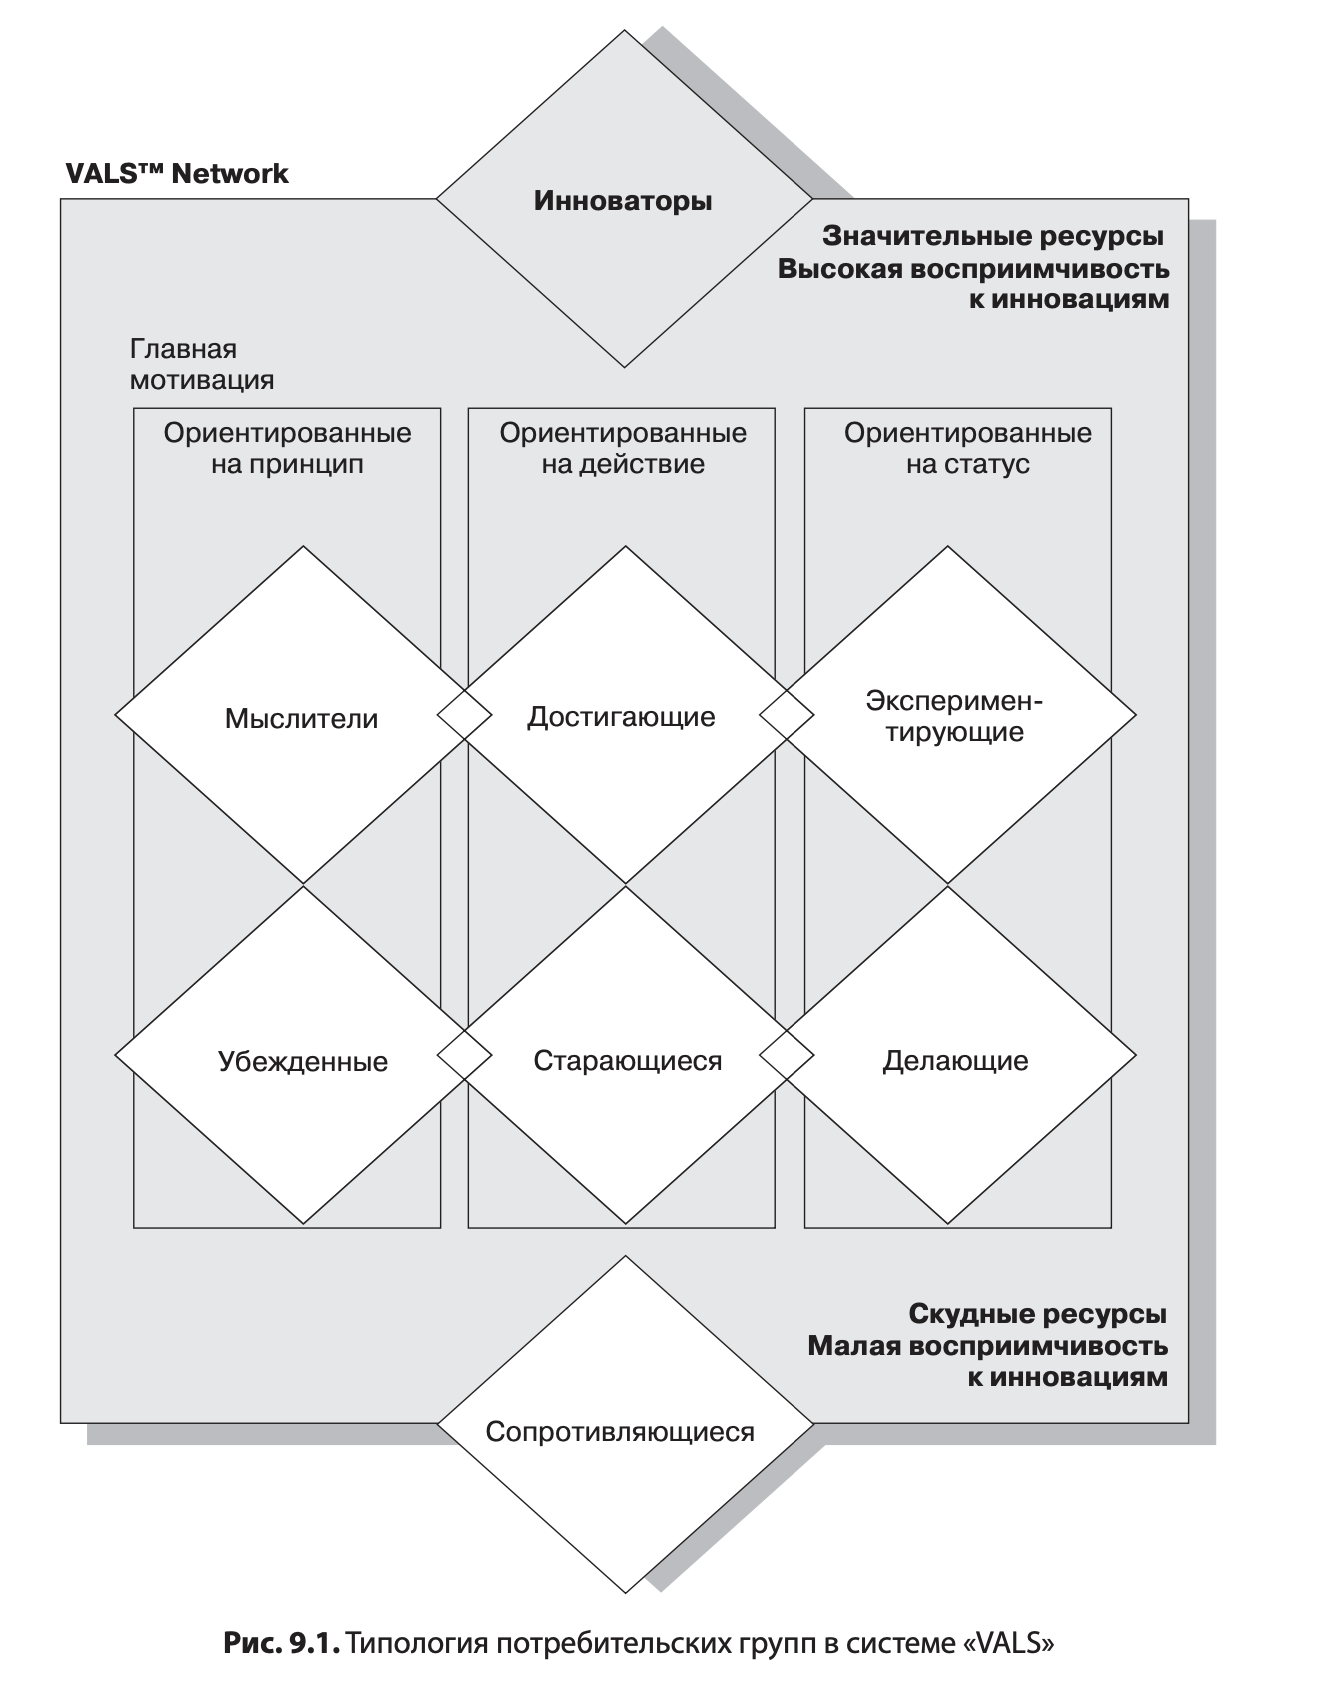 VALS™ Network
Инноваторы
Значительные ресурсы
Высокая восприимчивость
к инновациям
Главная
мотивация
Ориентированные
на принцип
Ориентированные
на действие
Ориентированные
на статус
Мыслители
Достигающие
Эксперимен-
тирующие
Убежденные
Старающиеся
Делающие
Скудные ресурсы
Малая восприимчивость
к инновациям
Сопротивляющиеся
Рис. 9.1. Типология потребительских групп в системе «VALS»